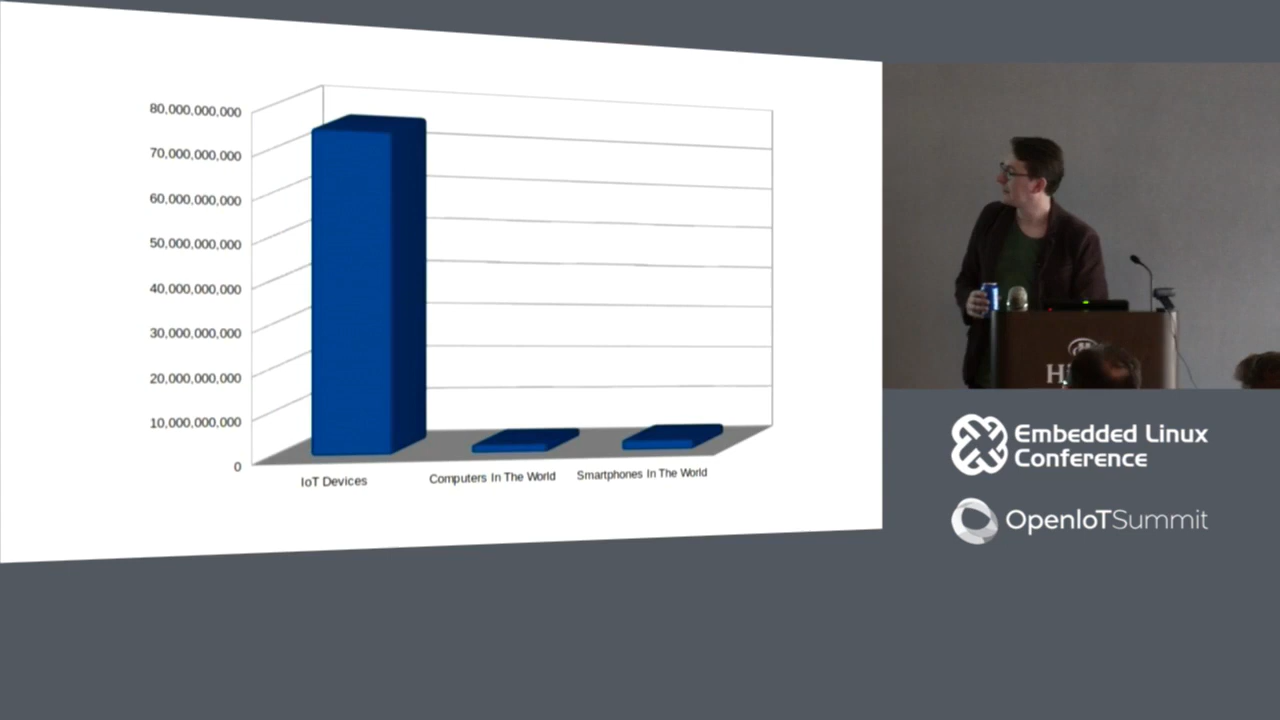 80,000,000,000
70,000,000,000
60,000,000,000
50,000,000,000
40,000,000,000
30,000,000,000
20,000,000,000
10,000,000,000
0
IoT Devices
Computers In The World
Smartphones In The World
Embedded Linux
Conference
OpenIoTSummit